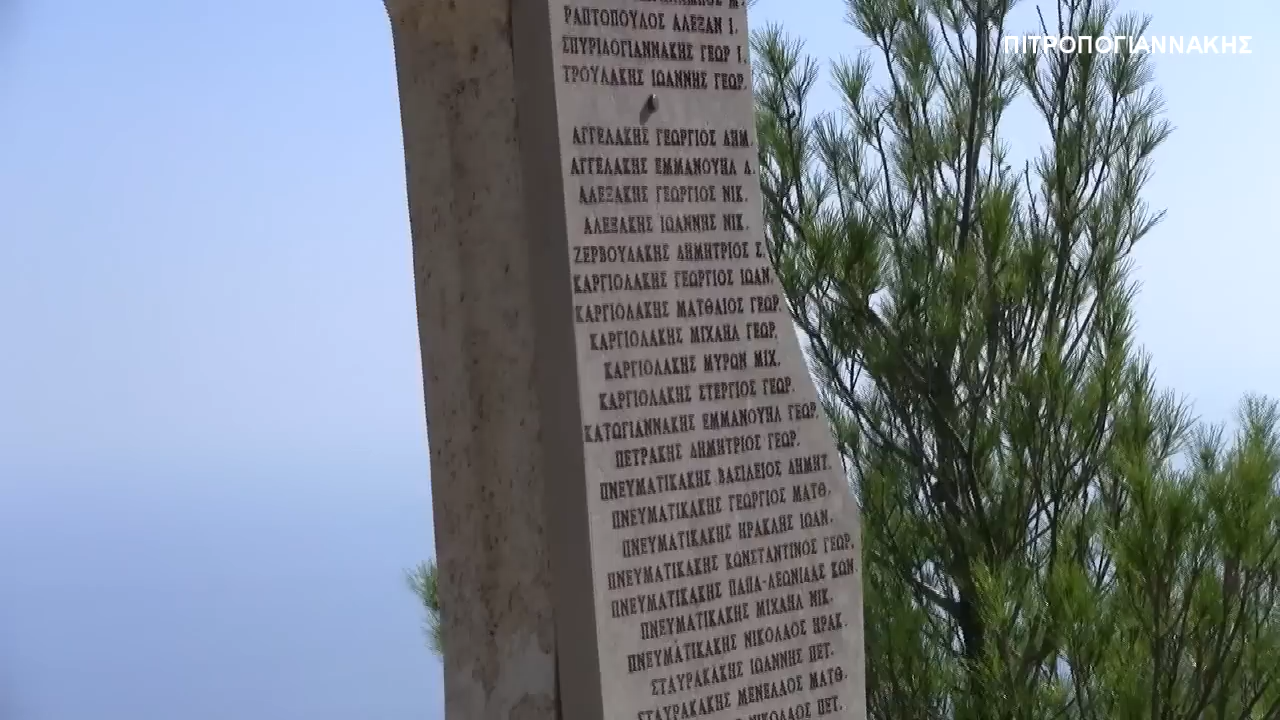 ΠΙΤΡΟΠΟΓΙΑΝΝΑΚΗΣ
ΡΑΠΤΟΠΟΥΛΟΣ ΑΛΕΞΑΝ Ι.
ΣΠΥΡΙΔΟΓΙΑΝΝΑΚΗΣ ΓΕΩΡ Ι.
ΤΡΟΥΛΑΚΗΣ ΙΩΑΝΝΗΣ ΓΕΩΡ.
ΑΓΓΕΛΑΚΗΣ ΓΕΩΡΓΙΟΣ ΔΗΜ.
ΑΓΓΕΛΑΚΗΣ ΕΜΜΑΝΟΥΗΛ Δ.
ΑΛΕΞΑΚΗΣ ΓΕΩΡΓΙΟΣ ΝΙΚ.
ΑΛΕΞΑΚΗΣ ΙΩΑΝΝΗΣ ΝΙΚ.
ΖΕΡΒΟΥΔΑΚΗΣ ΔΗΜΗΤΡΙΟΣ Σ.
ΚΑΡΓΙΟΛΑΚΗΣ ΓΕΩΡΓΙΟΣ ΙΩΑΝ.
ΚΑΡΓΙΟΛΑΚΗΣ ΜΑΤΘΑΙΟΣ ΓΕΩΡ.
ΚΑΡΓΙΟΛΑΚΗΣ ΜΙΧΑΗΛ ΓΕΩΡ.
ΚΑΡΓΙΟΛΑΚΗΣ ΜΥΡΩΝ ΜΙΧ.
ΚΑΡΓΙΟΛΑΚΗΣ ΣΤΕΡΓΙΟΣ ΓΕΩΡ.
ΚΑΤΩΓΙΑΝΝΑΚΗΣ ΕΜΜΑΝΟΥΗΛ ΓΕΩΡ.
ΠΕΤΡΑΚΗΣ ΔΗΜΗΤΡΙΟΣ ΓΕΩΡ.
ΠΝΕΥΜΑΤΙΚΑΚΗΣ ΒΑΣΙΛΕΙΟΣ ΔΗΜΗΤ.
ΠΝΕΥΜΑΤΙΚΑΚΗΣ ΓΕΩΡΓΙΟΣ ΜΑΤΘ.
ΠΝΕΥΜΑΤΙΚΑΚΗΣ ΗΡΑΚΛΗΣ ΙΩΑΝ.
ΠΝΕΥΜΑΤΙΚΑΚΗΣ ΚΩΝΣΤΑΝΤΙΝΟΣ ΓΕΩΡ.
ΠΝΕΥΜΑΤΙΚΑΚΗΣ ΠΑΠΑ-ΛΕΩΝΙΔΑΣ ΚΩΝ.
ΠΝΕΥΜΑΤΙΚΑΚΗΣ ΜΙΧΑΗΛ ΝΙΚ.
ΠΝΕΥΜΑΤΙΚΑΚΗΣ ΝΙΚΟΛΑΟΣ ΗΡΑΚ.
ΣΤΑΥΡΑΚΑΚΗΣ ΙΩΑΝΝΗΣ ΠΕΤ.
ΣΤΑΥΡΑΚΑΚΗΣ ΜΕΝΕΛΑΟΣ ΜΑΤΘ.
ΝΙΚΟΛΑΟΣ ΠΕΤ.